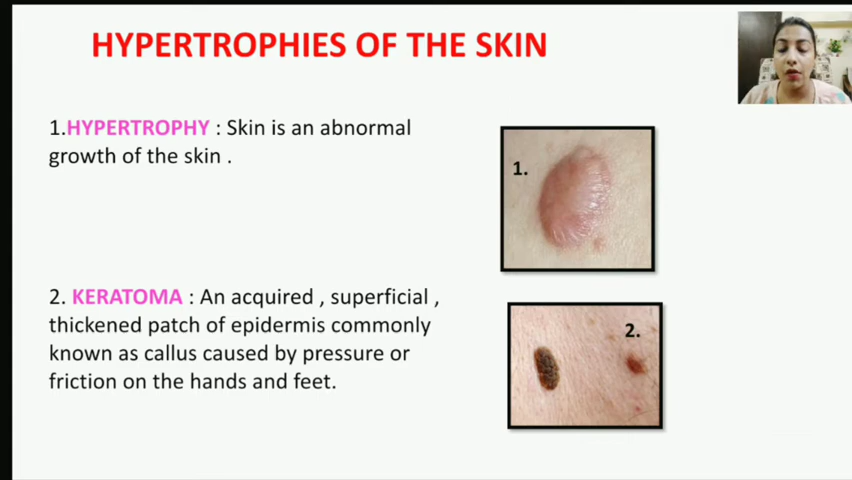 HYPERTROPHIES OF THE SKIN
1.HYPERTROPHY : Skin is an abnormal
growth of the skin .
1.
2. KERATOMA : An acquired , superficial ,
thickened patch of epidermis commonly
known as callus caused by pressure or
friction on the hands and feet.
2.